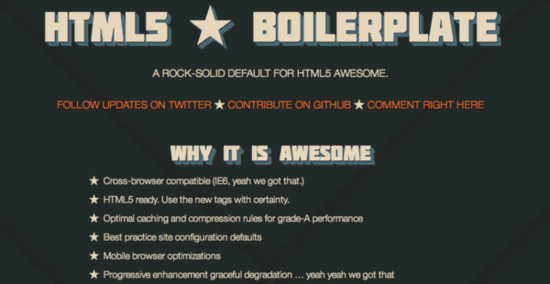 HTML5 ★ BOILERPLATE
A ROCK-SOLID DEFAULT FOR HTML5 AWESOME.
FOLLOW UPDATES ON TWITTER ★ CONTRIBUTE ON GITHUB ★ COMMENT RIGHT HERE
WHY IT IS AWESOME
★ Cross-browser compatible (IE6, yeah we got that.)
★ HTML5 ready. Use the new tags with certainty.
★ Optimal caching and compression rules for grade-A performance
★ Best practice site configuration defaults
★ Mobile browser optimizations
★ Progressive enhancement graceful degradation ... yeah yeah we got that